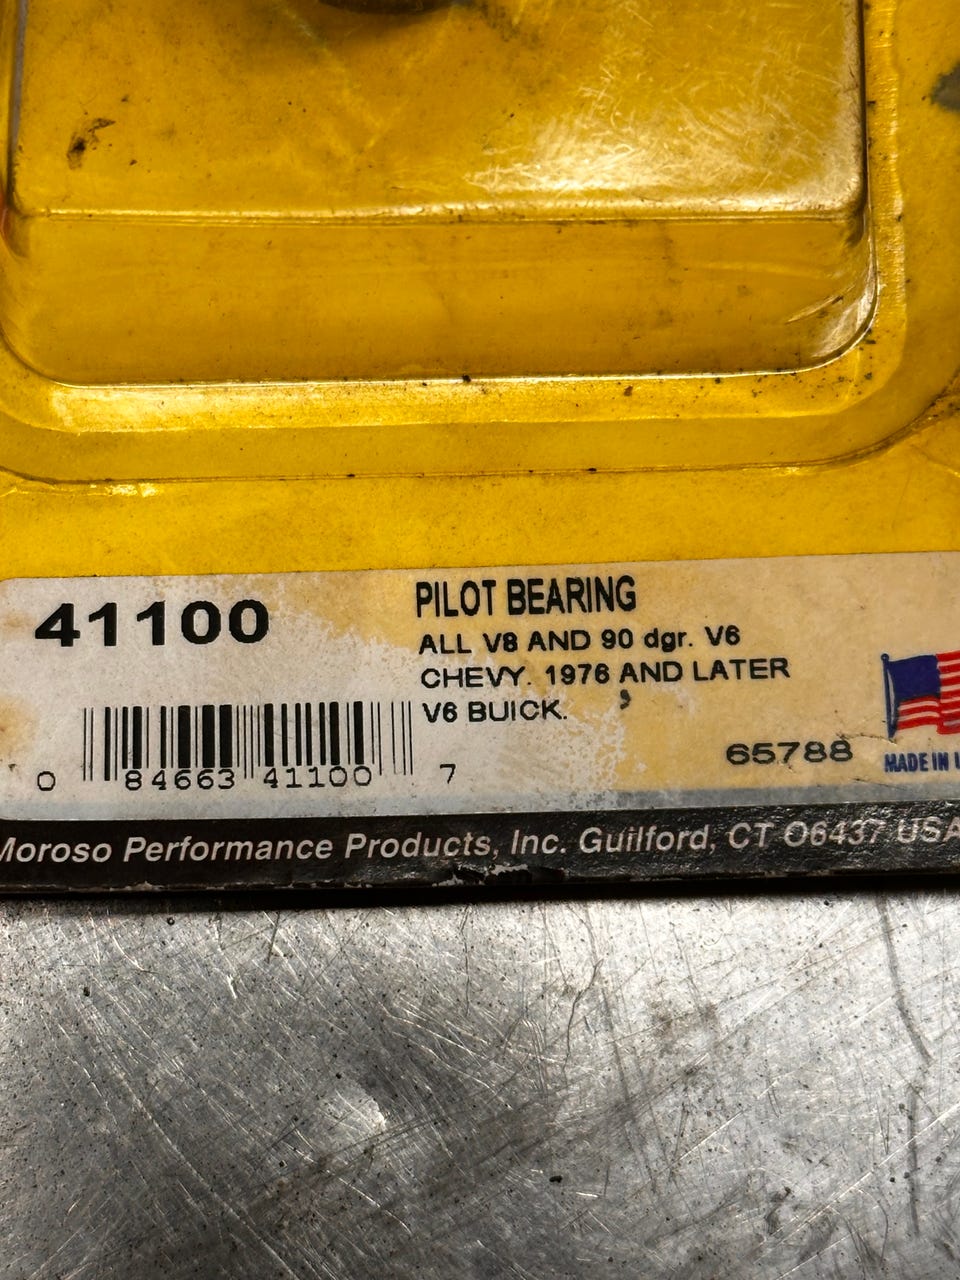 41100
PILOT BEARING
ALL V8 AND 90 dgr. V6
CHEVY. 1976 AND LATER
V6 BUICK.
0 84663 41100 7
65788
MADE IN
Moroso Performance Products, Inc. Guilford, CT 06437 USA